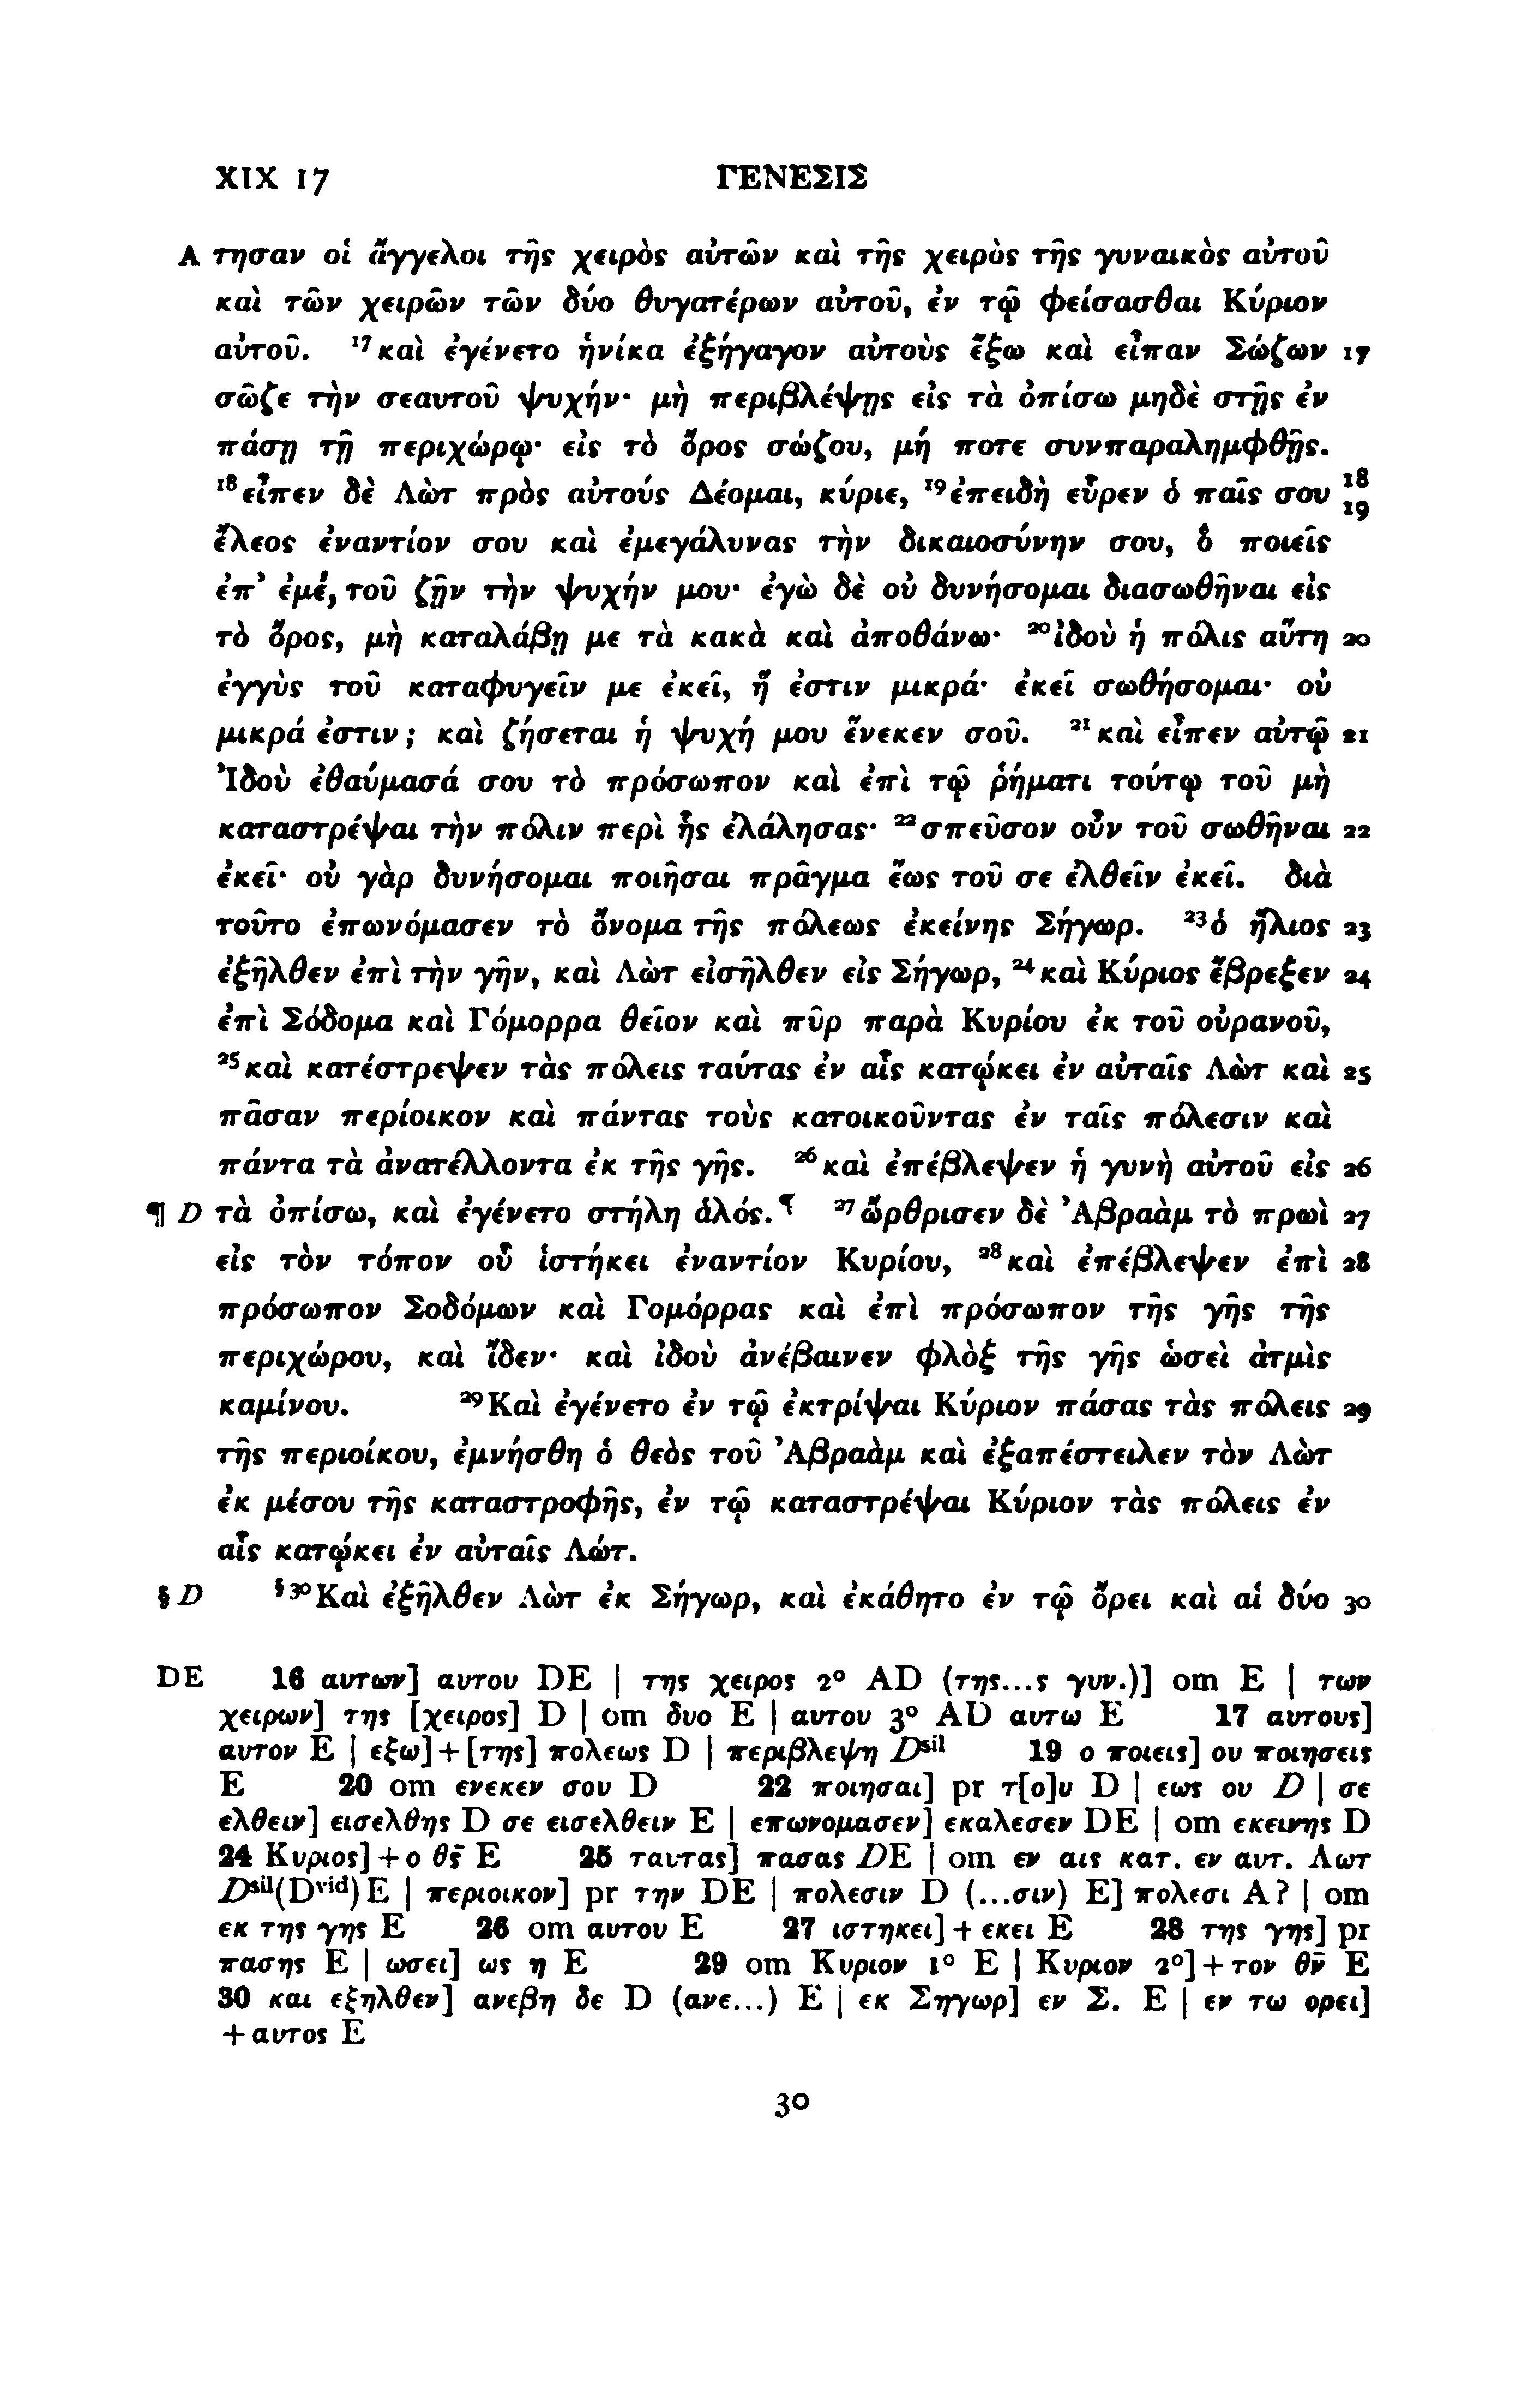 XIX 17 ΓΕΝΕΣΙΣ
A τησαν οἱ ἄγγελοι τῆς χειρὸς αὐτῶν καὶ τῆς χειρὸς τῆς γυναικὸς αὐτοῦ
καὶ τῶν χειρῶν τῶν δύο θυγατέρων αὐτοῦ, ἐν τῷ φείσασθαι Κύριον
αὐτοῦ. ¹⁷καὶ ἐγένετο ἡνίκα ἐξήγαγον αὐτοὺς ἔξω καὶ εἶπαν Σώζων 17
σῶζε τὴν σεαυτοῦ ψυχήν· μὴ περιβλέψῃς εἰς τὰ ὀπίσω μηδὲ στῇς ἐν
πάσῃ τῇ περιχώρῳ· εἰς τὸ ὄρος σώζου, μή ποτε συνπαραλημφθῇς.
¹⁸εἶπεν δὲ Λὼτ πρὸς αὐτούς Δέομαι, κύριε, ¹⁹ἐπειδὴ εὗρεν ὁ παῖς σου 18 19
ἔλεος ἐναντίον σου καὶ ἐμεγάλυνας τὴν δικαιοσύνην σου, ὃ ποιεῖς
ἐπ᾽ ἐμέ, τοῦ ζῆν τὴν ψυχήν μου· ἐγὼ δὲ οὐ δυνήσομαι διασωθῆναι εἰς
τὸ ὄρος, μὴ καταλάβῃ με τὰ κακὰ καὶ ἀποθάνω· ²⁰ἰδοὺ ἡ πόλις αὕτη 20
ἐγγὺς τοῦ καταφυγεῖν με ἐκεῖ, ἥ ἐστιν μικρά· ἐκεῖ σωθήσομαι· οὐ
μικρά ἐστιν; καὶ ζήσεται ἡ ψυχή μου ἕνεκεν σοῦ. ²¹καὶ εἶπεν αὐτῷ 21
Ἰδοὺ ἐθαύμασά σου τὸ πρόσωπον καὶ ἐπὶ τῷ ῥήματι τούτῳ τοῦ μὴ
καταστρέψαι τὴν πόλιν περὶ ἧς ἐλάλησας· ²²σπεῦσον οὖν τοῦ σωθῆναι 22
ἐκεῖ· οὐ γὰρ δυνήσομαι ποιῆσαι πρᾶγμα ἕως τοῦ σε ἐλθεῖν ἐκεῖ. διὰ
τοῦτο ἐπωνόμασεν τὸ ὄνομα τῆς πόλεως ἐκείνης Σήγωρ. ²³ὁ ἥλιος 23
ἐξῆλθεν ἐπὶ τὴν γῆν, καὶ Λὼτ εἰσῆλθεν εἰς Σήγωρ, ²⁴καὶ Κύριος ἔβρεξεν 24
ἐπὶ Σόδομα καὶ Γόμορρα θεῖον καὶ πῦρ παρὰ Κυρίου ἐκ τοῦ οὐρανοῦ,
²⁵καὶ κατέστρεψεν τὰς πόλεις ταύτας ἐν αἷς κατῴκει ἐν αὐταῖς Λὼτ καὶ 25
πᾶσαν περίοικον καὶ πάντας τοὺς κατοικοῦντας ἐν ταῖς πόλεσιν καὶ
πάντα τὰ ἀνατέλλοντα ἐκ τῆς γῆς. ²⁶καὶ ἐπέβλεψεν ἡ γυνὴ αὐτοῦ εἰς 26
¶ D τὰ ὀπίσω, καὶ ἐγένετο στήλη ἁλός.¶ ²⁷ὤρθρισεν δὲ Ἀβραὰμ τὸ πρωὶ 27
εἰς τὸν τόπον οὗ ἱστήκει ἐναντίον Κυρίου, ²⁸καὶ ἐπέβλεψεν ἐπὶ 28
πρόσωπον Σοδόμων καὶ Γομόρρας καὶ ἐπὶ πρόσωπον τῆς γῆς τῆς
περιχώρου, καὶ ἴδεν· καὶ ἰδοὺ ἀνέβαινεν φλὸξ τῆς γῆς ὡσεὶ ἀτμὶς
καμίνου. ²⁹Καὶ ἐγένετο ἐν τῷ ἐκτρίψαι Κύριον πάσας τὰς πόλεις 29
τῆς περιοίκου, ἐμνήσθη ὁ θεὸς τοῦ Ἀβραὰμ καὶ ἐξαπέστειλεν τὸν Λὼτ
ἐκ μέσου τῆς καταστροφῆς, ἐν τῷ καταστρέψαι Κύριον τὰς πόλεις ἐν
αἷς κατῴκει ἐν αὐταῖς Λώτ.
§ D §³⁰Καὶ ἐξῆλθεν Λὼτ ἐκ Σήγωρ, καὶ ἐκάθητο ἐν τῷ ὄρει καὶ αἱ δύο 30
DE 16 αυτων] αυτου DE | της χειρος 2° AD (της...ς γυν.)] om E | των
χειρων] της [χειρος] D | om δυο E | αυτου 3° AD αυτω E 17 αυτους]
αυτον E | εξω]+[της] πολεως D | περιβλεψη Dsil 19 ο ποιεις] ου ποιησεις
E 20 om ενεκεν σου D 22 ποιησαι] pr τ[ο]υ D | εως ου D | σε
ελθειν] εισελθης D σε εισελθειν E | επωνομασεν] εκαλεσεν DE | om εκεινης D
24 Κυριος]+ο θς̄ E 25 ταυτας] πασας DE | om εν αις κατ. εν αυτ. Λωτ
Dsil(Dvid)E | περιοικον] pr την DE | πολεσιν D (...σιν) E] πολεσι A? | om
εκ της γης E 26 om αυτου E 27 ιστηκει]+εκει E 28 της γης] pr
πασης E | ωσει] ως η E 29 om Κυριον 1° E | Κυριον 2°]+τον θν̄ E
30 και εξηλθεν] ανεβη δε D (ανε...) E | εκ Σηγωρ] εν Σ. E | εν τω ορει]
+αυτος E
30